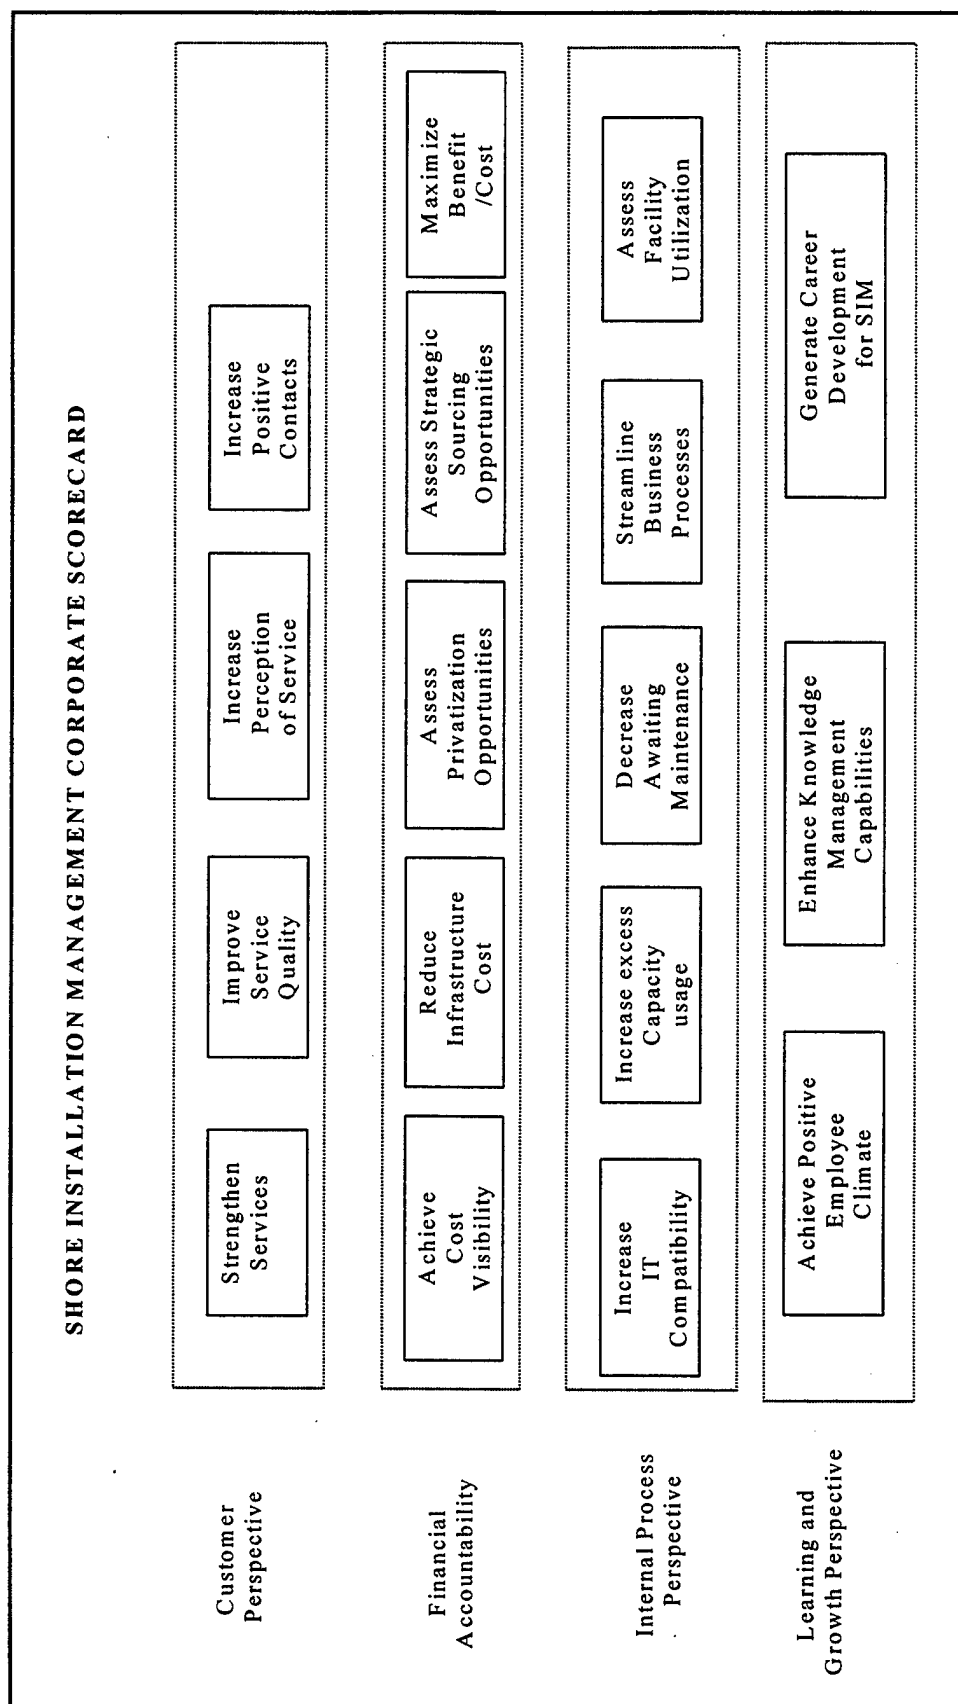 SHORE INSTALLATION MANAGEMENT CORPORATE SCORECARD
Customer
Perspective
Strengthen
Services
Improve
Service
Quality
Increase
Perception
of Service
Increase
Positive
Contacts
Financial
Accountability
Achieve
Cost
Visibility
Reduce
Infrastructure
Cost
Assess
Privatization
Opportunities
Assess Strategic
Sourcing
Opportunities
Maximize
Benefit
/Cost
Internal Process
Perspective
Increase
IT
Compatibility
Increase excess
Capacity
usage
Decrease
Awaiting
Maintenance
Streamline
Business
Processes
Assess
Facility
Utilization
Learning and
Growth Perspective
Achieve Positive
Employee
Climate
Enhance Knowledge
Management
Capabilities
Generate Career
Development
for SIM